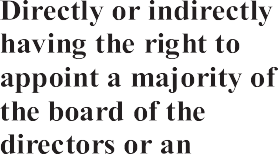 Directly or indirectly
having the right to
appoint a majority of
the board of the
directors or an